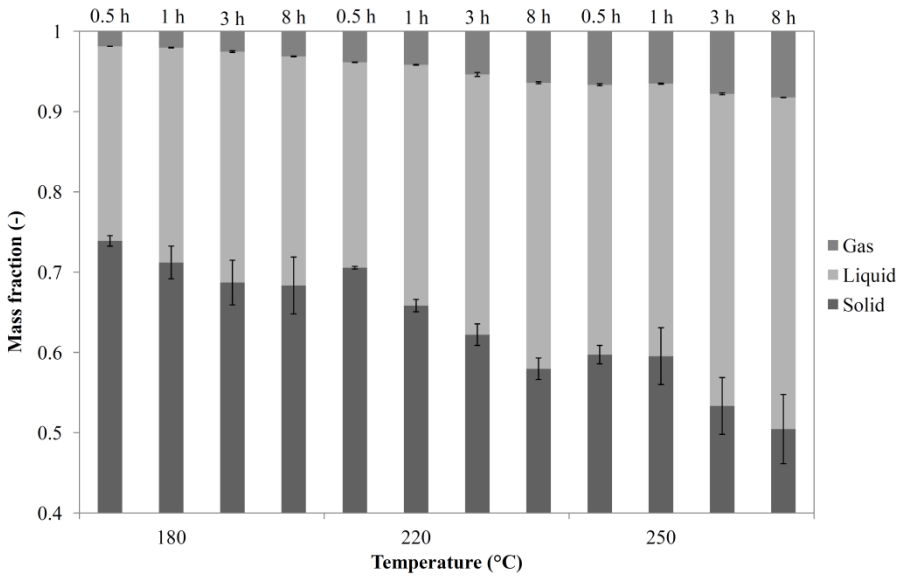 0.5 h 1 h 3 h 8 h 0.5 h 1 h 3 h 8 h 0.5 h 1 h 3 h 8 h
1
0.9
0.8
0.7
0.6
0.5
0.4
Mass fraction (-)
Gas
Liquid
Solid
180 220 250
Temperature (°C)